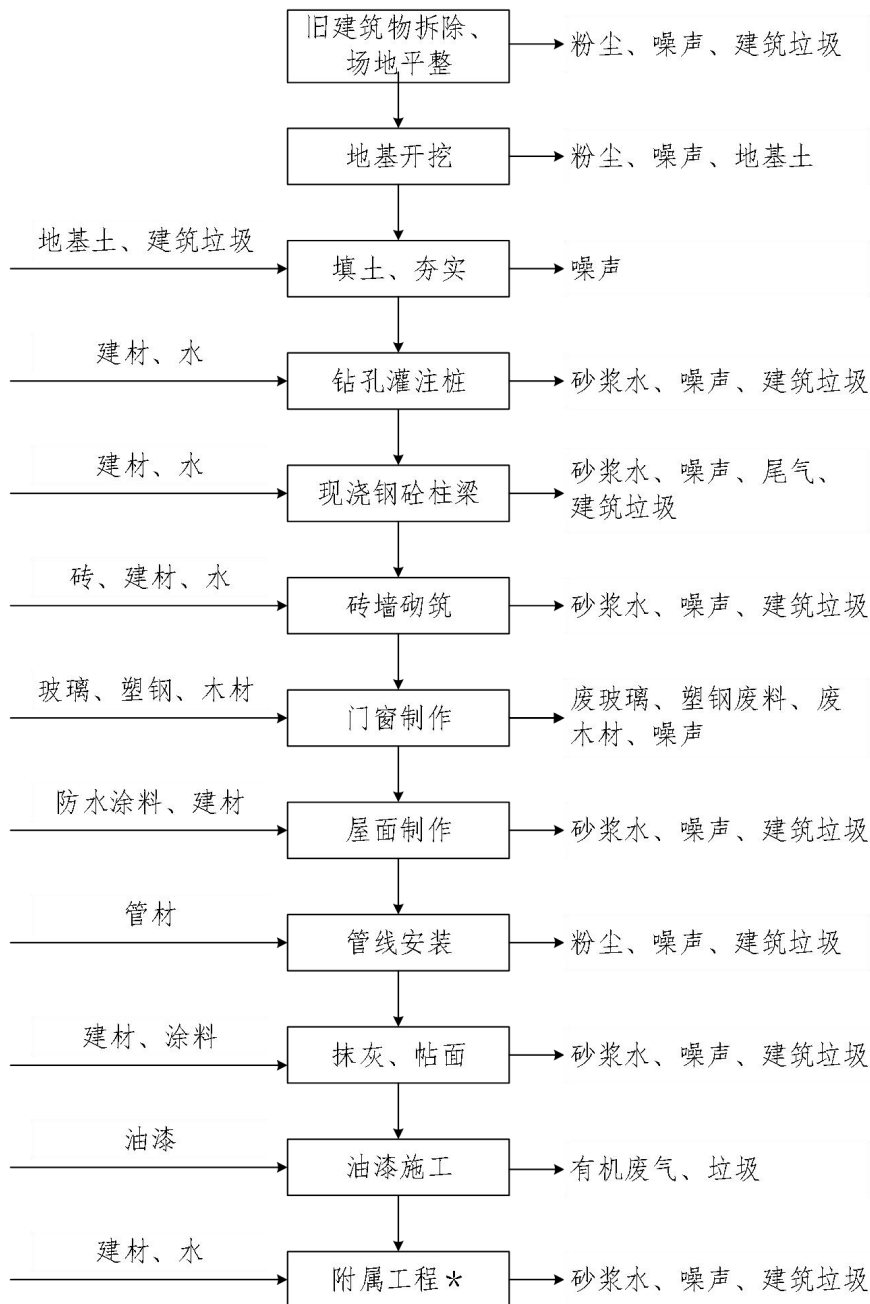 旧建筑物拆除、
场地平整
粉尘、噪声、建筑垃圾
地基开挖
粉尘、噪声、地基土
地基土、建筑垃圾
填土、夯实
噪声
建材、水
钻孔灌注桩
砂浆水、噪声、建筑垃圾
建材、水
现浇钢砼柱梁
砂浆水、噪声、尾气、
建筑垃圾
砖、建材、水
砖墙砌筑
砂浆水、噪声、建筑垃圾
玻璃、塑钢、木材
门窗制作
废玻璃、塑钢废料、废
木材、噪声
防水涂料、建材
屋面制作
砂浆水、噪声、建筑垃圾
管材
管线安装
粉尘、噪声、建筑垃圾
建材、涂料
抹灰、帖面
砂浆水、噪声、建筑垃圾
油漆
油漆施工
有机废气、垃圾
建材、水
附属工程*
砂浆水、噪声、建筑垃圾